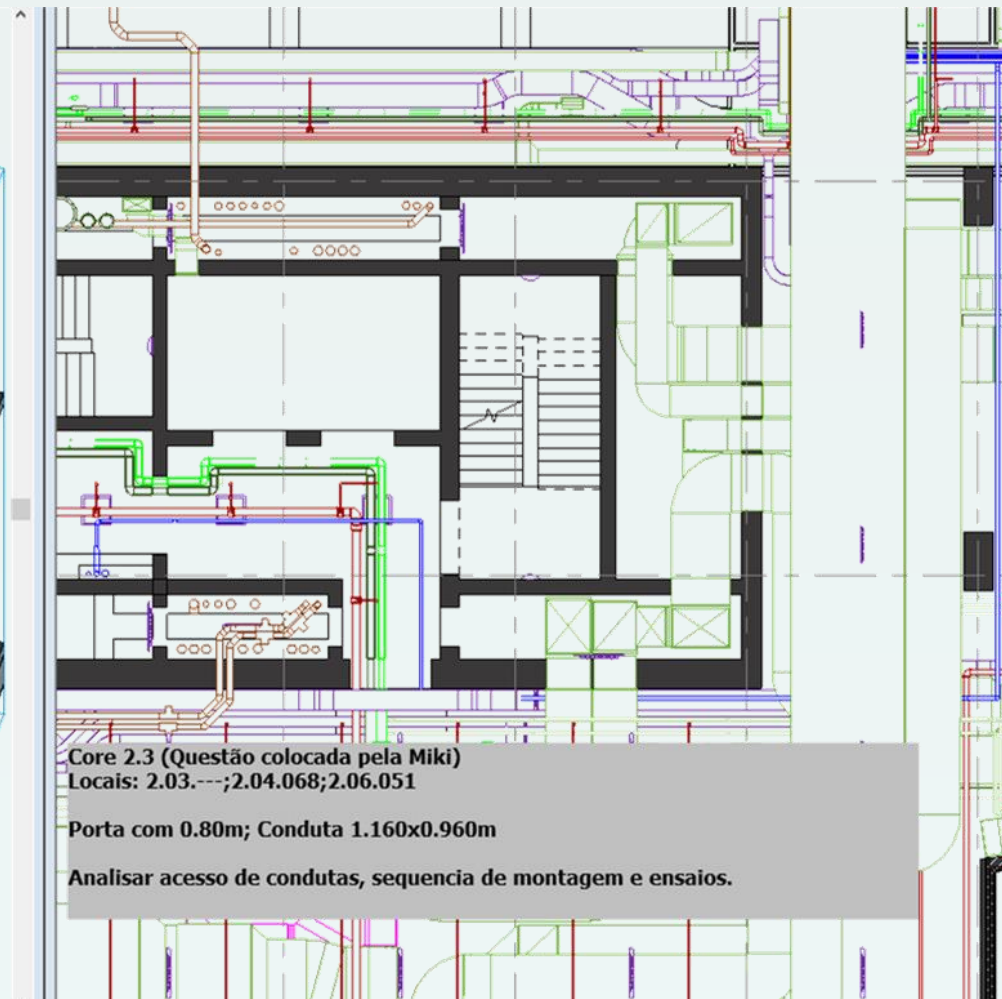 Core 2.3 (Questão colocada pela Miki)
Locais: 2.03.---;2.04.068;2.06.051
Porta com 0.80m; Conduta 1.160x0.960m
Analisar acesso de condutas, sequencia de montagem e ensaios.